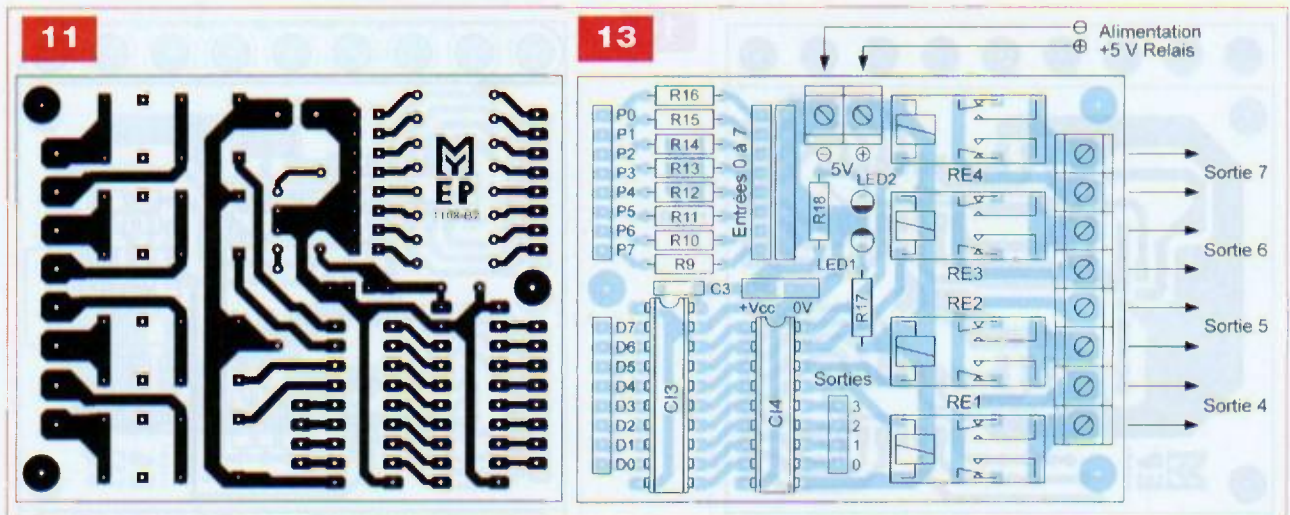 11
EP
1108-B2
13
⊖ Alimentation
⊕ +5 V Relais
R16
P0
R15
P1
R14
P2
R13
P3
R12
P4
R11
P5
R10
P6
R9
P7
Entrées 0 à 7
⊖ ⊕
5V
LED2
R18
LED1
R17
C3
+Vcc 0V
D7
D6
D5
D4
D3
D2
D1
D0
CI3
CI4
Sorties
3
2
1
0
RE4
RE3
RE2
RE1
Sortie 7
Sortie 6
Sortie 5
Sortie 4